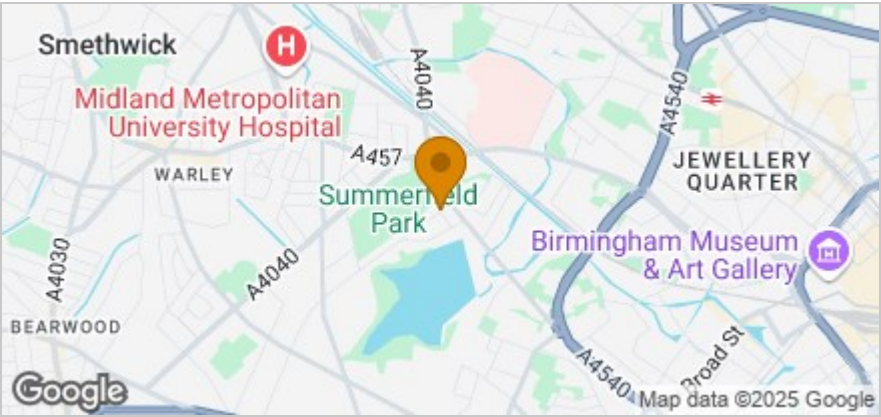 Smethwick
H
A4040
Midland Metropolitan
University Hospital
A4540
A457
WARLEY
JEWELLERY
QUARTER
Summerfield
Park
Birmingham Museum
& Art Gallery
A4030
A4040
BEARWOOD
Broad St
A4540
Google
Map data ©2025 Google